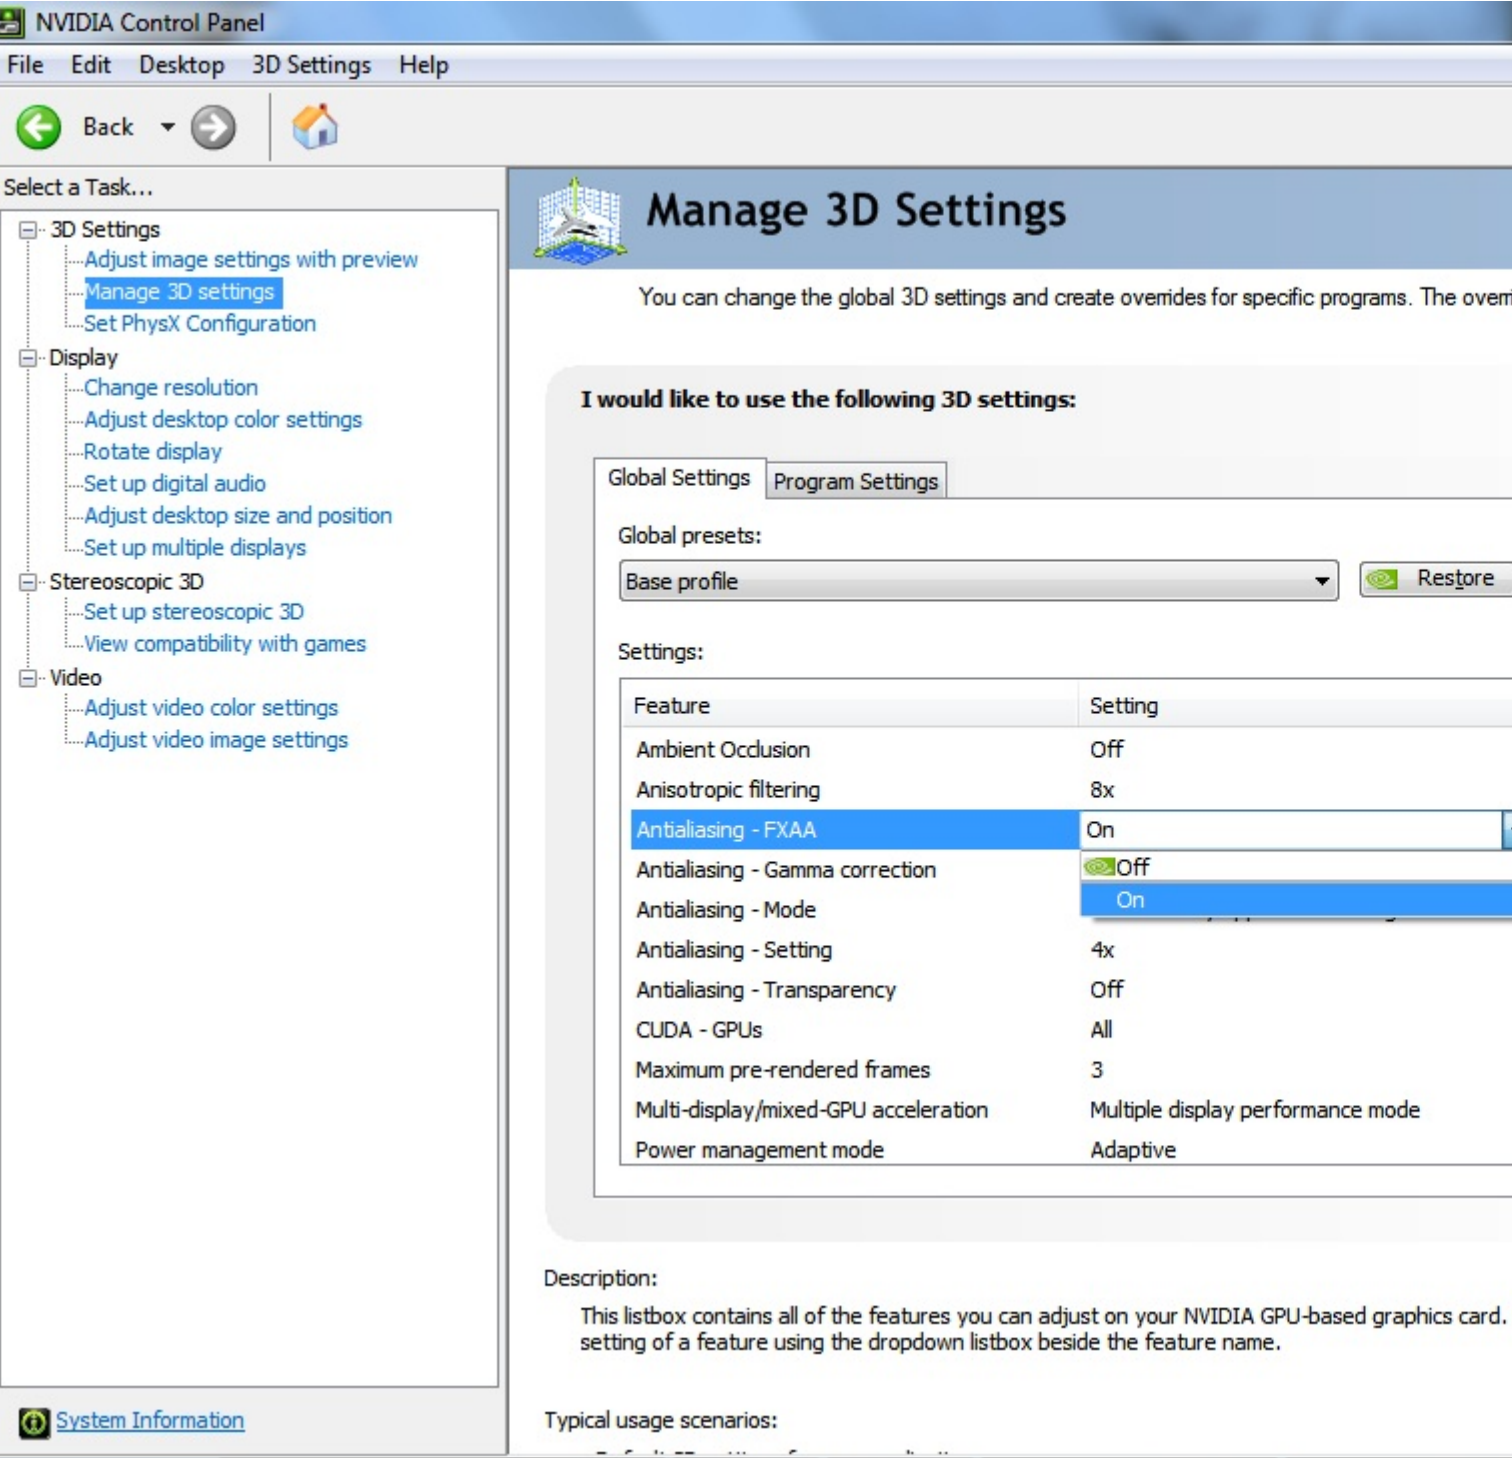 NVIDIA Control Panel
File Edit Desktop 3D Settings Help
Back
Select a Task...
3D Settings
Adjust image settings with preview
Manage 3D settings
Set PhysX Configuration
Display
Change resolution
Adjust desktop color settings
Rotate display
Set up digital audio
Adjust desktop size and position
Set up multiple displays
Stereoscopic 3D
Set up stereoscopic 3D
View compatibility with games
Video
Adjust video color settings
Adjust video image settings
System Information
Manage 3D Settings
You can change the global 3D settings and create overrides for specific programs. The
I would like to use the following 3D settings:
Global Settings Program Settings
Global presets:
Base profile Restore
Settings:
Feature Setting
Ambient Occlusion Off
Anisotropic filtering 8x
Antialiasing - FXAA On
Off
Antialiasing - Gamma correction
On
Antialiasing - Mode
Antialiasing - Setting 4x
Antialiasing - Transparency Off
CUDA - GPUs All
Maximum pre-rendered frames 3
Multi-display/mixed-GPU acceleration Multiple display performance mode
Power management mode Adaptive
Description:
This listbox contains all of the features you can adjust on your NVIDIA GPU-based graphics card.
setting of a feature using the dropdown listbox beside the feature name.
Typical usage scenarios: